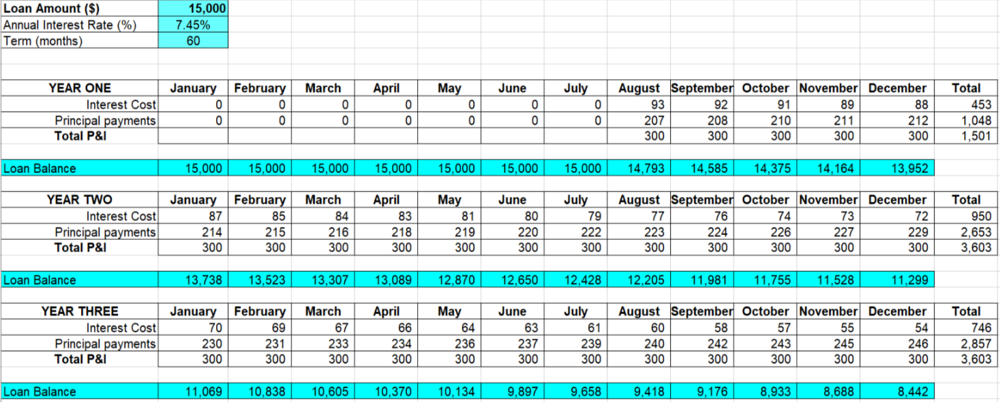 Loan Amount ($) 15,000
Annual Interest Rate (%) 7.45%
Term (months) 60
YEAR ONE January February March April May June July August September October November December Total
Interest Cost 0 0 0 0 0 0 0 93 92 91 89 88 453
Principal payments 0 0 0 0 0 0 0 207 208 210 211 212 1,048
Total P&I 300 300 300 300 300 1,501
Loan Balance 15,000 15,000 15,000 15,000 15,000 15,000 15,000 14,793 14,585 14,375 14,164 13,952
YEAR TWO January February March April May June July August September October November December Total
Interest Cost 87 85 84 83 81 80 79 77 76 74 73 72 950
Principal payments 214 215 216 218 219 220 222 223 224 226 227 229 2,653
Total P&I 300 300 300 300 300 300 300 300 300 300 300 300 3,603
Loan Balance 13,738 13,523 13,307 13,089 12,870 12,650 12,428 12,205 11,981 11,755 11,528 11,299
YEAR THREE January February March April May June July August September October November December Total
Interest Cost 70 69 67 66 64 63 61 60 58 57 55 54 746
Principal payments 230 231 233 234 236 237 239 240 242 243 245 246 2,857
Total P&I 300 300 300 300 300 300 300 300 300 300 300 300 3,603
Loan Balance 11,069 10,838 10,605 10,370 10,134 9,897 9,658 9,418 9,176 8,933 8,688 8,442